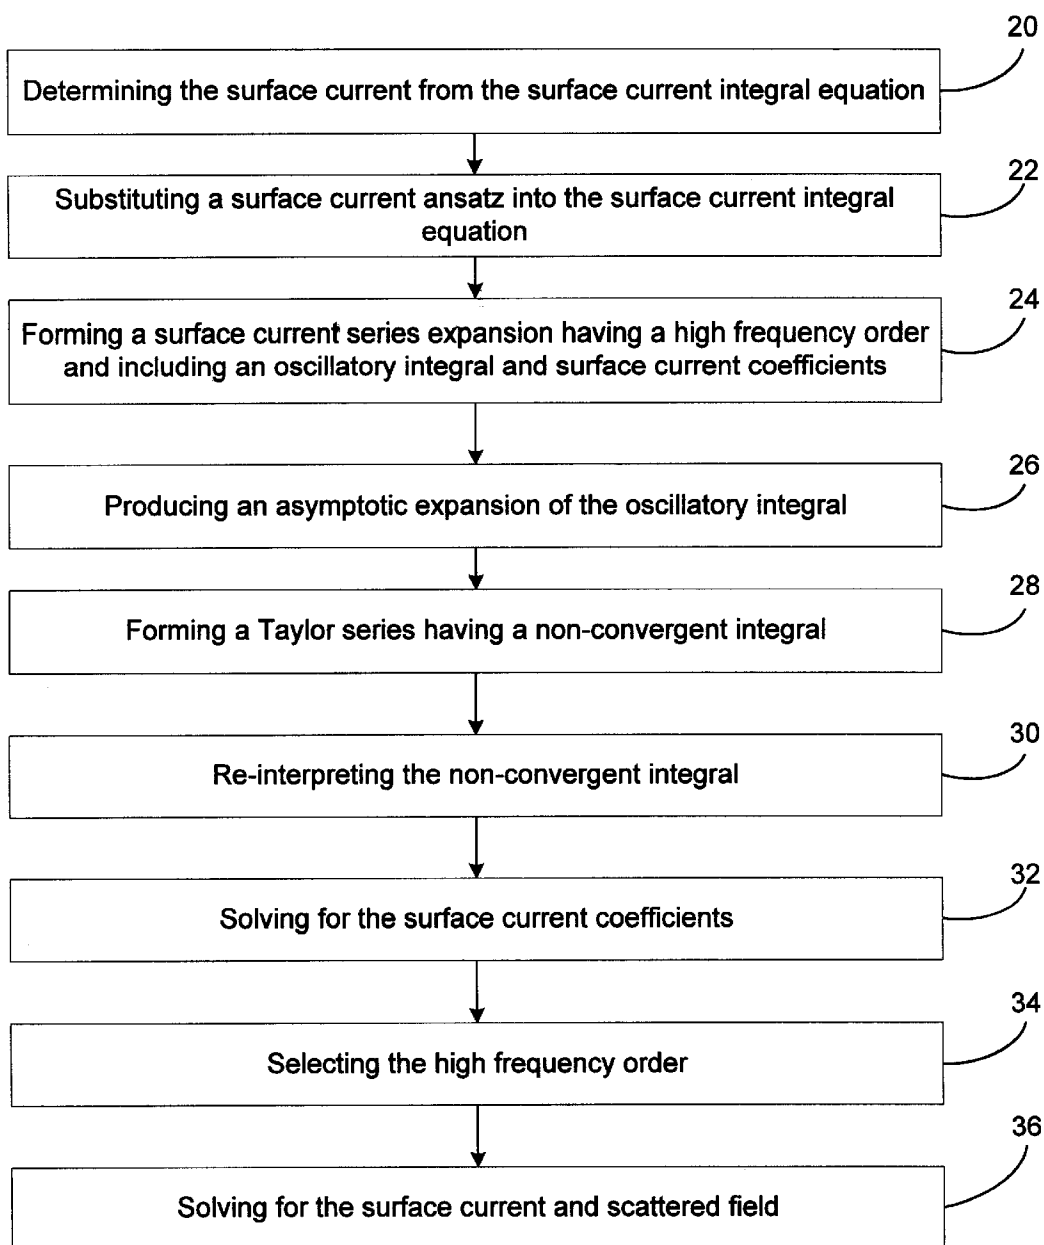 20
Determining the surface current from the surface current integral equation
22
Substituting a surface current ansatz into the surface current integral
equation
24
Forming a surface current series expansion having a high frequency order
and including an oscillatory integral and surface current coefficients
26
Producing an asymptotic expansion of the oscillatory integral
28
Forming a Taylor series having a non-convergent integral
30
Re-interpreting the non-convergent integral
32
Solving for the surface current coefficients
34
Selecting the high frequency order
36
Solving for the surface current and scattered field